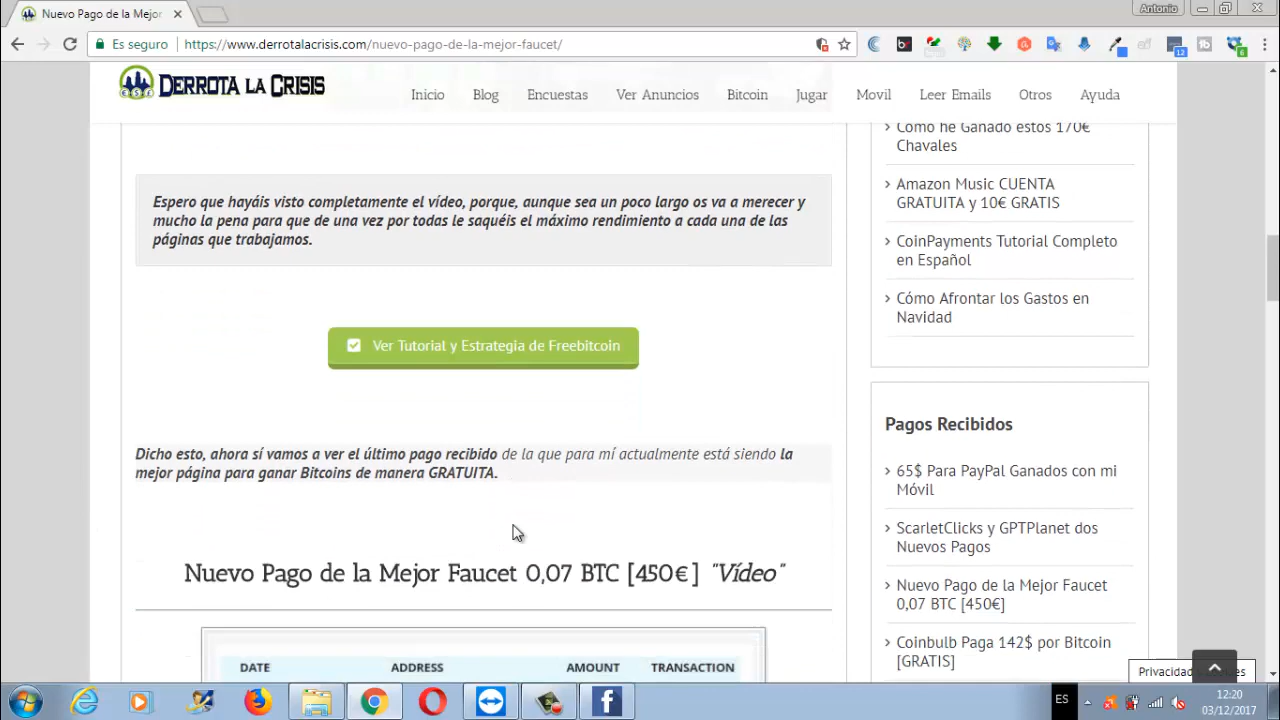 Nuevo Pago de la Mejor
Antonio
Es seguro
https://www.derrotalacrisis.com/nuevo-pago-de-la-mejor-faucet/
12
6
DERROTA LA CRISIS
Inicio
Blog
Encuestas
Ver Anuncios
Bitcoin
Jugar
Movil
Leer Emails
Otros
Ayuda
Espero que hayáis visto completamente el vídeo, porque, aunque sea un poco largo os va a merecer y
mucho la pena para que de una vez por todas le saquéis el máximo rendimiento a cada una de las
páginas que trabajamos.
Ver Tutorial y Estrategia de Freebitcoin
Dicho esto, ahora sí vamos a ver el último pago recibido de la que para mí actualmente está siendo la
mejor página para ganar Bitcoins de manera GRATUITA.
Nuevo Pago de la Mejor Faucet 0,07 BTC [450€] "Vídeo"
DATE ADDRESS AMOUNT TRANSACTION
Como he Ganado estos 170€
Chavales
Amazon Music CUENTA
GRATUITA y 10€ GRATIS
CoinPayments Tutorial Completo
en Español
Cómo Afrontar los Gastos en
Navidad
Pagos Recibidos
65$ Para PayPal Ganados con mi
Móvil
ScarletClicks y GPTPlanet dos
Nuevos Pagos
Nuevo Pago de la Mejor Faucet
0,07 BTC [450€]
Coinbulb Paga 142$ por Bitcoin
[GRATIS]
Privacidad
ES
12:20
03/12/2017